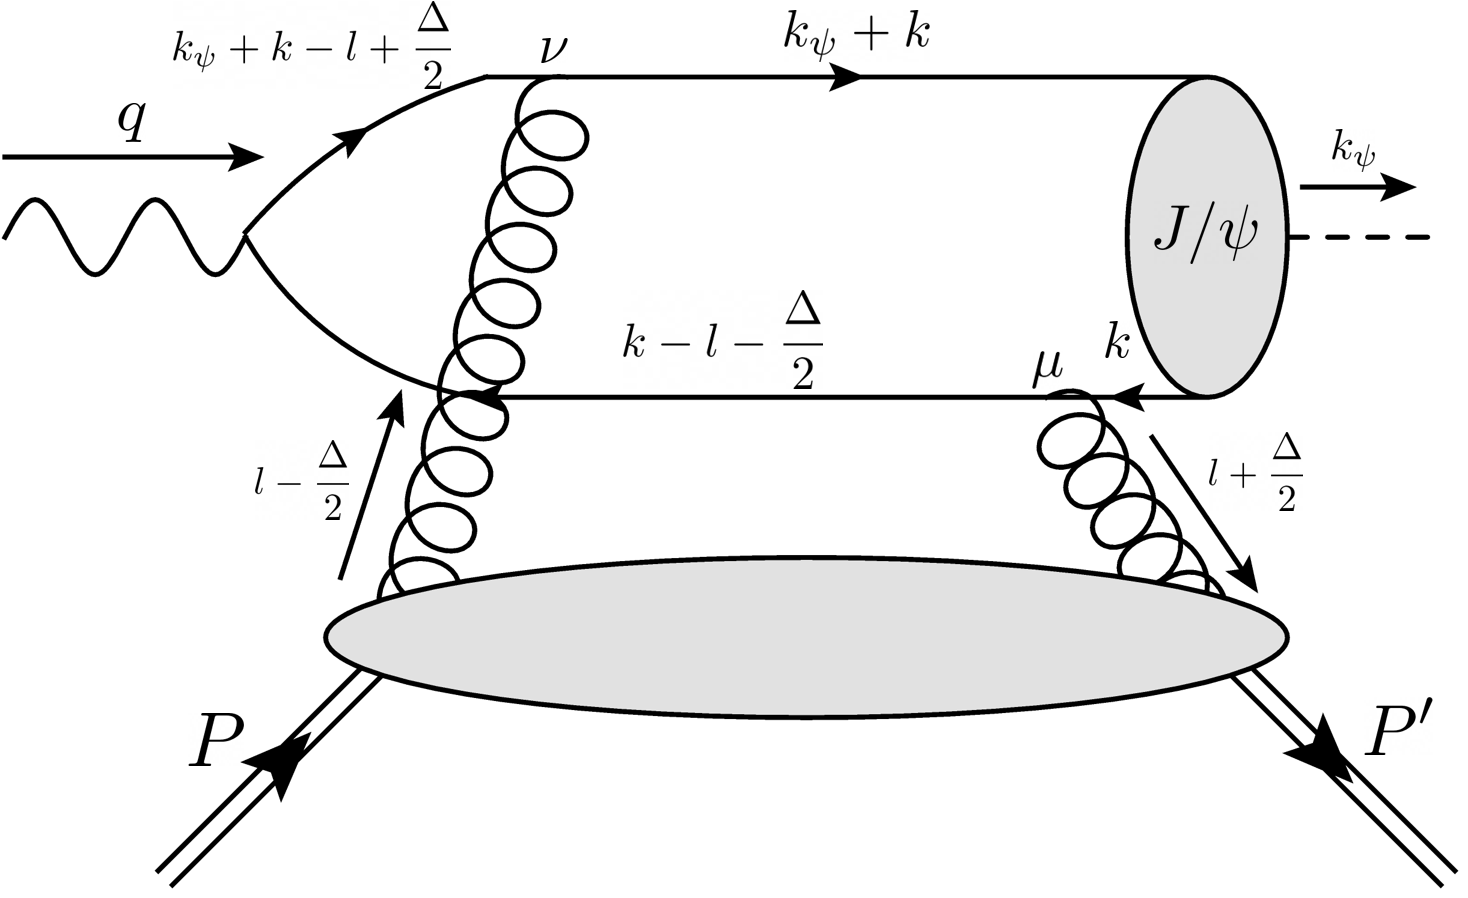 k_ψ + k − l + Δ/2
ν
k_ψ + k
q
k_ψ
J/ψ
k − l − Δ/2
μ
k
l − Δ/2
l + Δ/2
P
P′